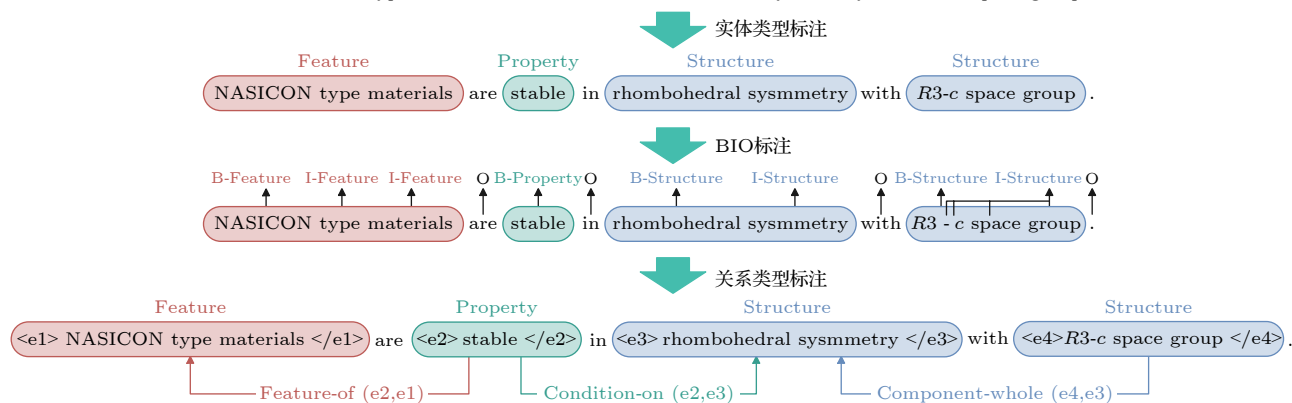 实体类型标注
Feature Property Structure Structure
NASICON type materials are stable in rhombohedral sysmmetry with R3-c space group .
BIO标注
B-Feature I-Feature I-Feature O B-Property O B-Structure I-Structure O B-Structure I-Structure O
NASICON type materials are stable in rhombohedral sysmmetry with R3 - c space group .
关系类型标注
Feature Property Structure Structure
<e1> NASICON type materials </e1> are <e2> stable </e2> in <e3> rhombohedral sysmmetry </e3> with <e4>R3-c space group </e4> .
Feature-of (e2,e1) Condition-on (e2,e3) Component-whole (e4,e3)